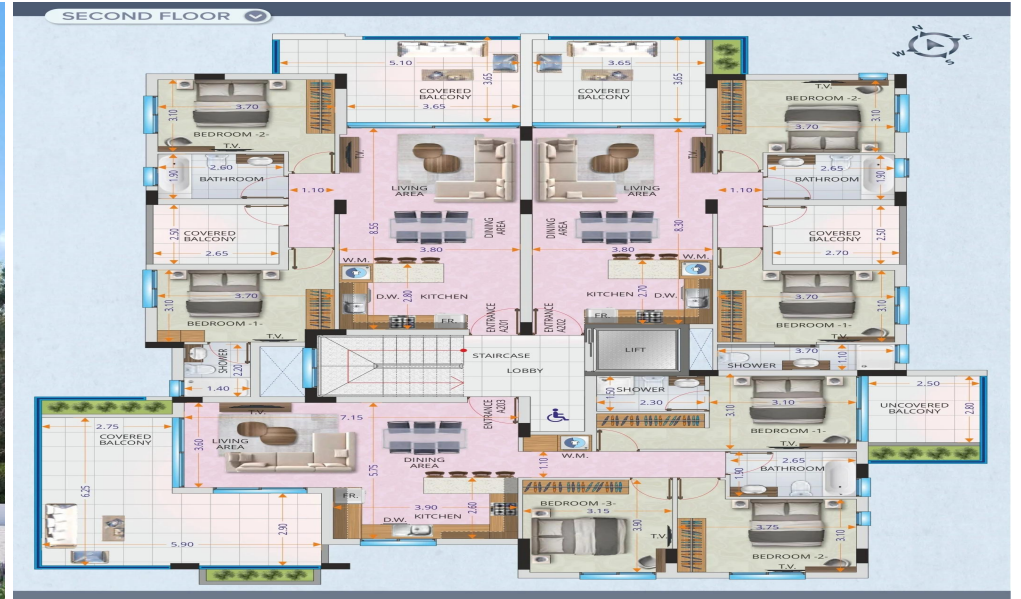 SECOND FLOOR
N
E
W
S
5.10
3.65
COVERED
BALCONY
3.65
3.65
COVERED
BALCONY
3.65
3.70
3.10
BEDROOM -2-
T.V.
T.V.
BEDROOM -2-
3.70
3.10
T.V.
LIVING
AREA
T.V.
LIVING
AREA
2.60
1.90
BATHROOM
1.10
1.10
2.65
BATHROOM
1.90
COVERED
BALCONY
2.50
2.65
8.55
DINING
AREA
3.80
DINING
AREA
8.30
3.80
COVERED
BALCONY
2.50
2.70
W.M.
W.M.
3.70
3.10
BEDROOM -1-
T.V.
D.W.
2.80
KITCHEN
FR.
ENTRANCE
A201
ENTRANCE
A202
KITCHEN
2.70
D.W.
FR.
3.70
3.10
BEDROOM -1-
T.V.
SHOWER
2.20
1.40
STAIRCASE
LOBBY
LIFT
3.70
SHOWER
1.10
SHOWER
1.50
2.30
3.10
3.10
BEDROOM -1-
T.V.
2.50
UNCOVERED
BALCONY
2.80
2.75
COVERED
BALCONY
T.V.
7.15
LIVING
AREA
3.60
ENTRANCE
A203
DINING
AREA
5.75
W.M.
1.10
2.65
BATHROOM
1.90
6.25
5.90
2.90
FR.
3.90
KITCHEN
D.W.
2.60
BEDROOM -3-
3.15
3.90
T.V.
3.75
3.10
BEDROOM -2-
T.V.